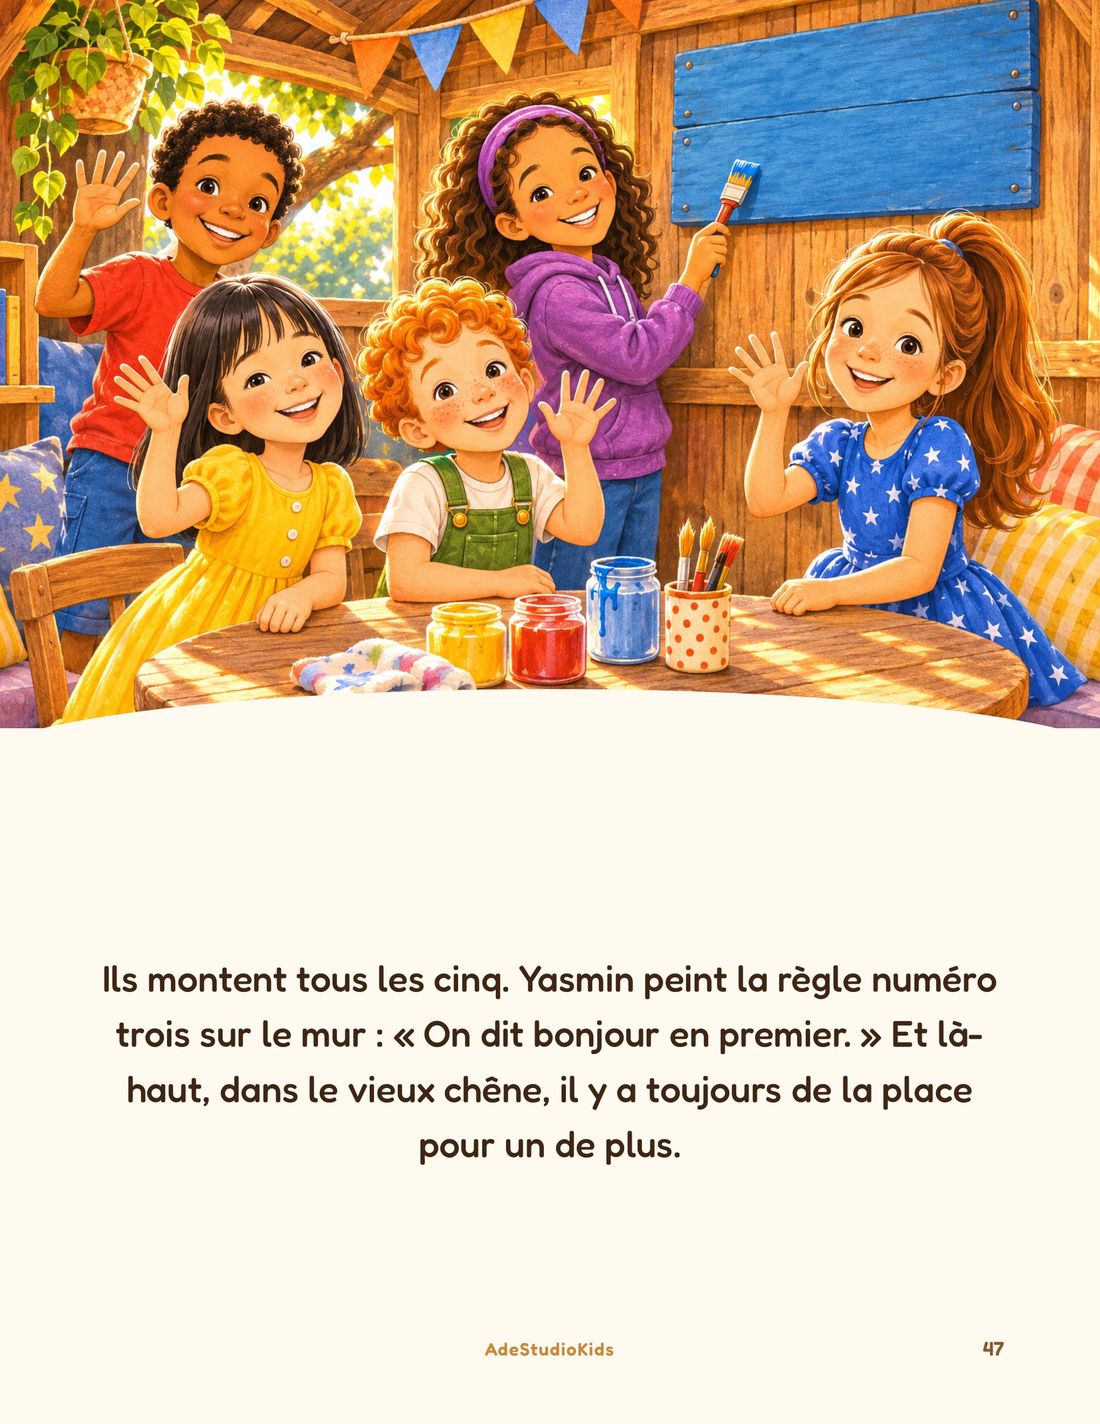 Ils montent tous les cinq. Yasmin peint la règle numéro
trois sur le mur : « On dit bonjour en premier. » Et là-
haut, dans le vieux chêne, il y a toujours de la place
pour un de plus.
AdeStudioKids
47